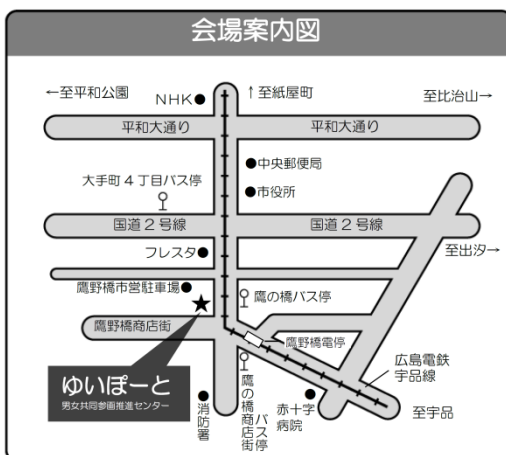 会場案内図
←至平和公園
NHK
↑至紙屋町
至比治山→
平和大通り
平和大通り
中央郵便局
大手町4丁目バス停
市役所
国道2号線
国道2号線
フレスタ
至出汐→
鷹野橋市営駐車場
鷹の橋バス停
鷹野橋商店街
鷹野橋電停
広島電鉄
宇品線
ゆいぽーと
男女共同参画推進センター
消防署
鷹の橋商店街
バス停
赤十字
病院
至宇品